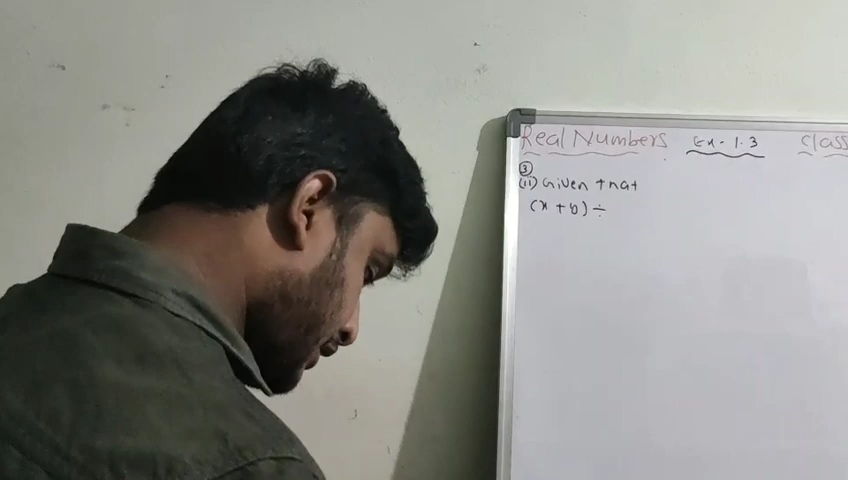 Real Numbers Ex - 1.3 Class
③
(ii) Given that
(x + y) ÷